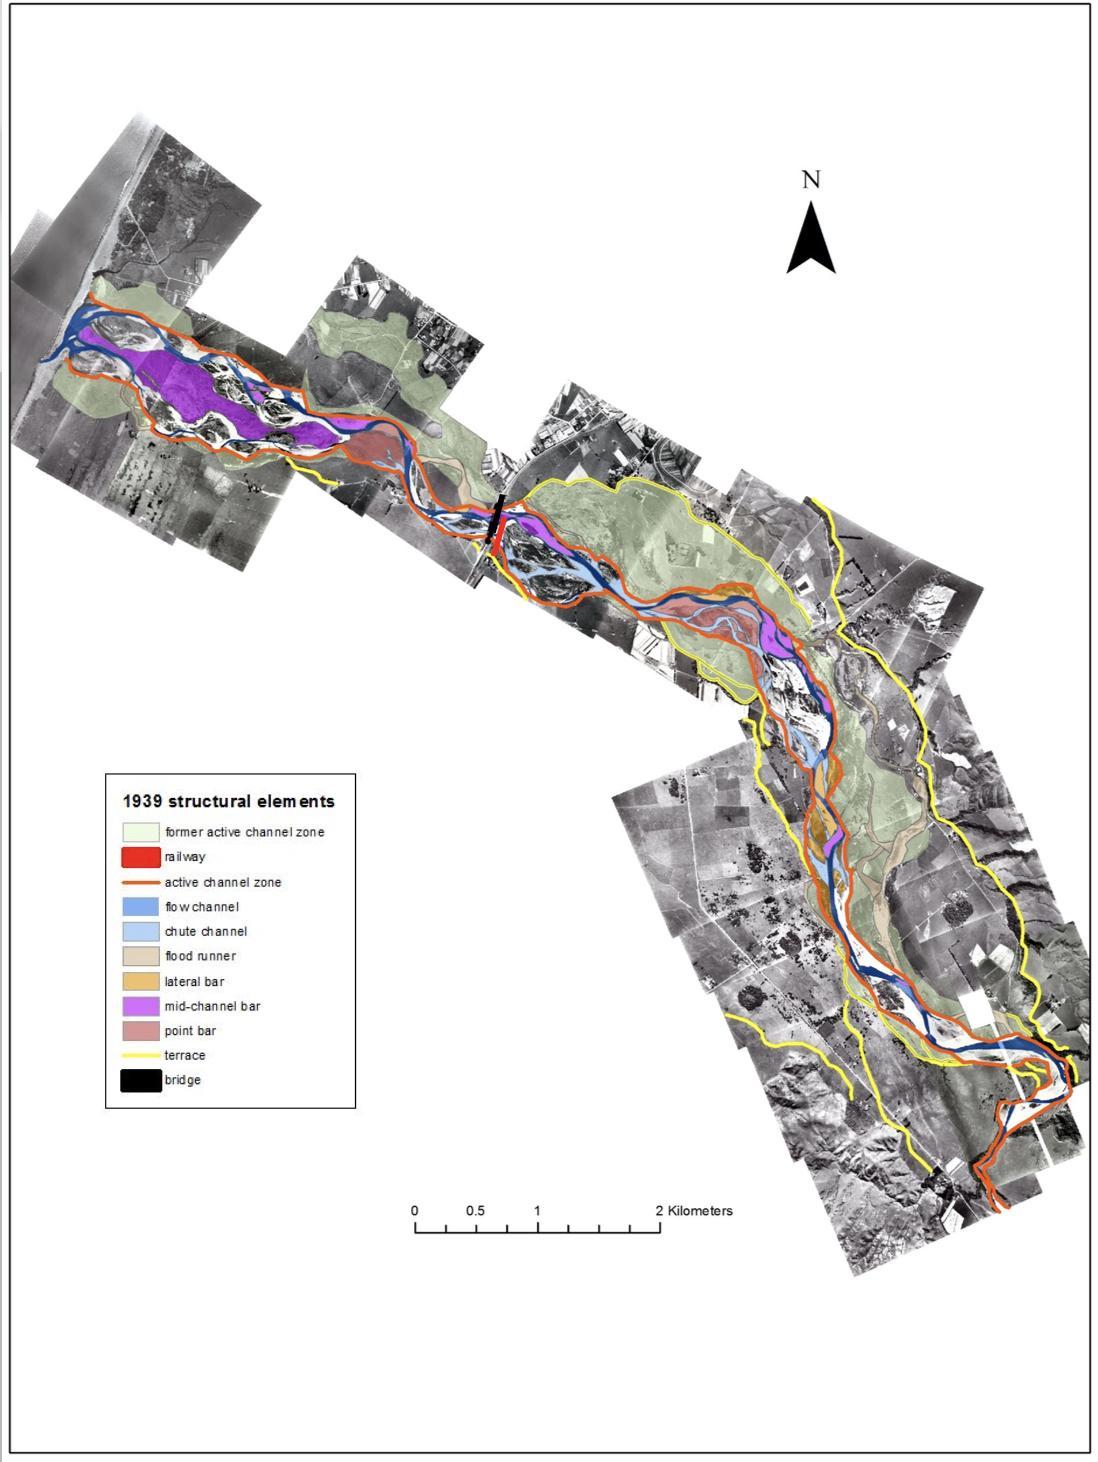 N
1939 structural elements
former active channel zone
railway
active channel zone
flow channel
chute channel
flood runner
lateral bar
mid-channel bar
point bar
terrace
bridge
0 0.5 1 2 Kilometers